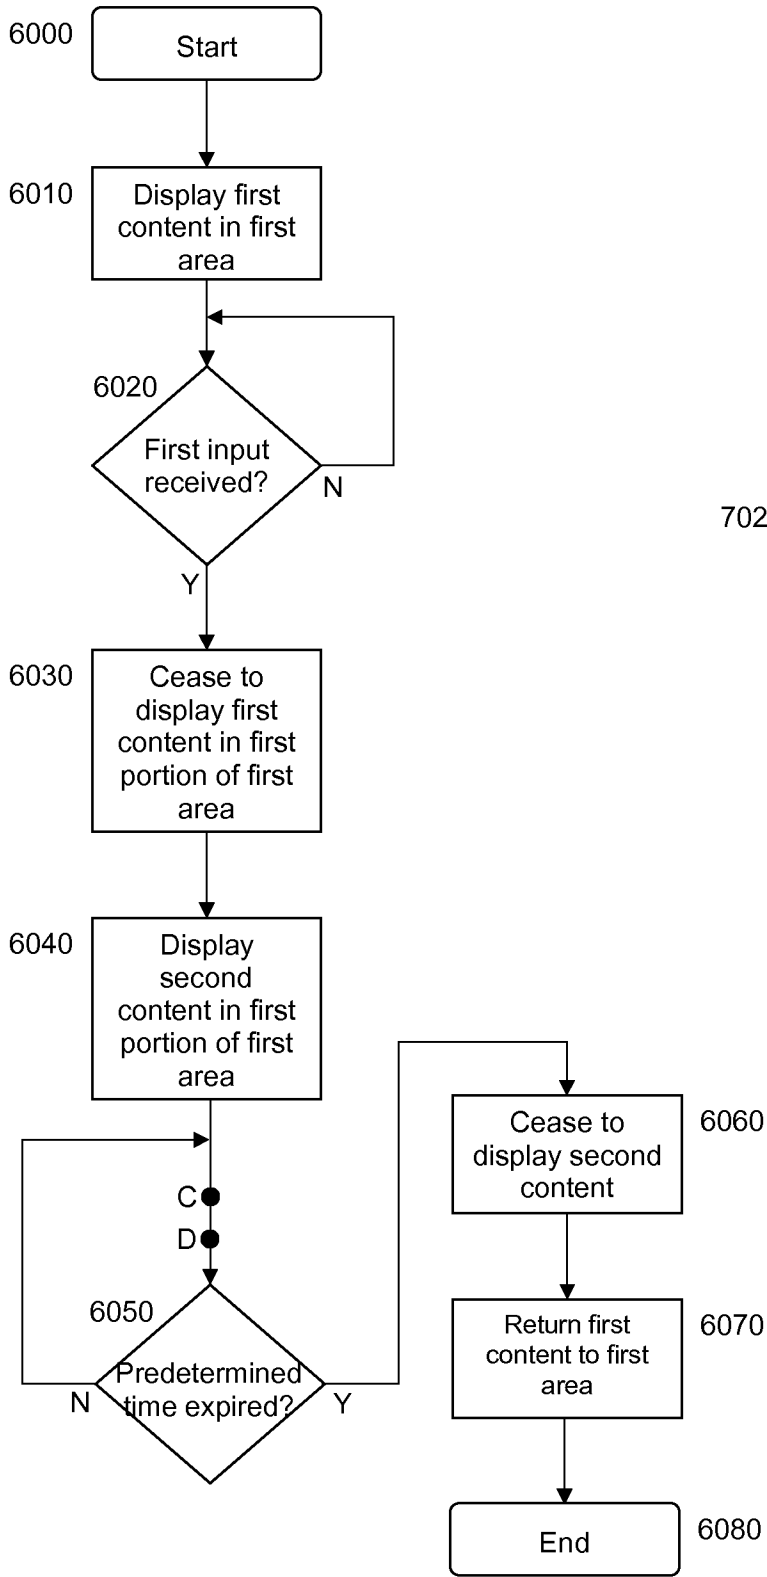 6000
Start
6010
Display first
content in first
area
6020
First input
received?
N
Y
702
6030
Cease to
display first
content in first
portion of first
area
6040
Display
second
content in first
portion of first
area
C
D
6050
Predetermined
time expired?
N
Y
Cease to
display second
content
6060
Return first
content to first
area
6070
End
6080